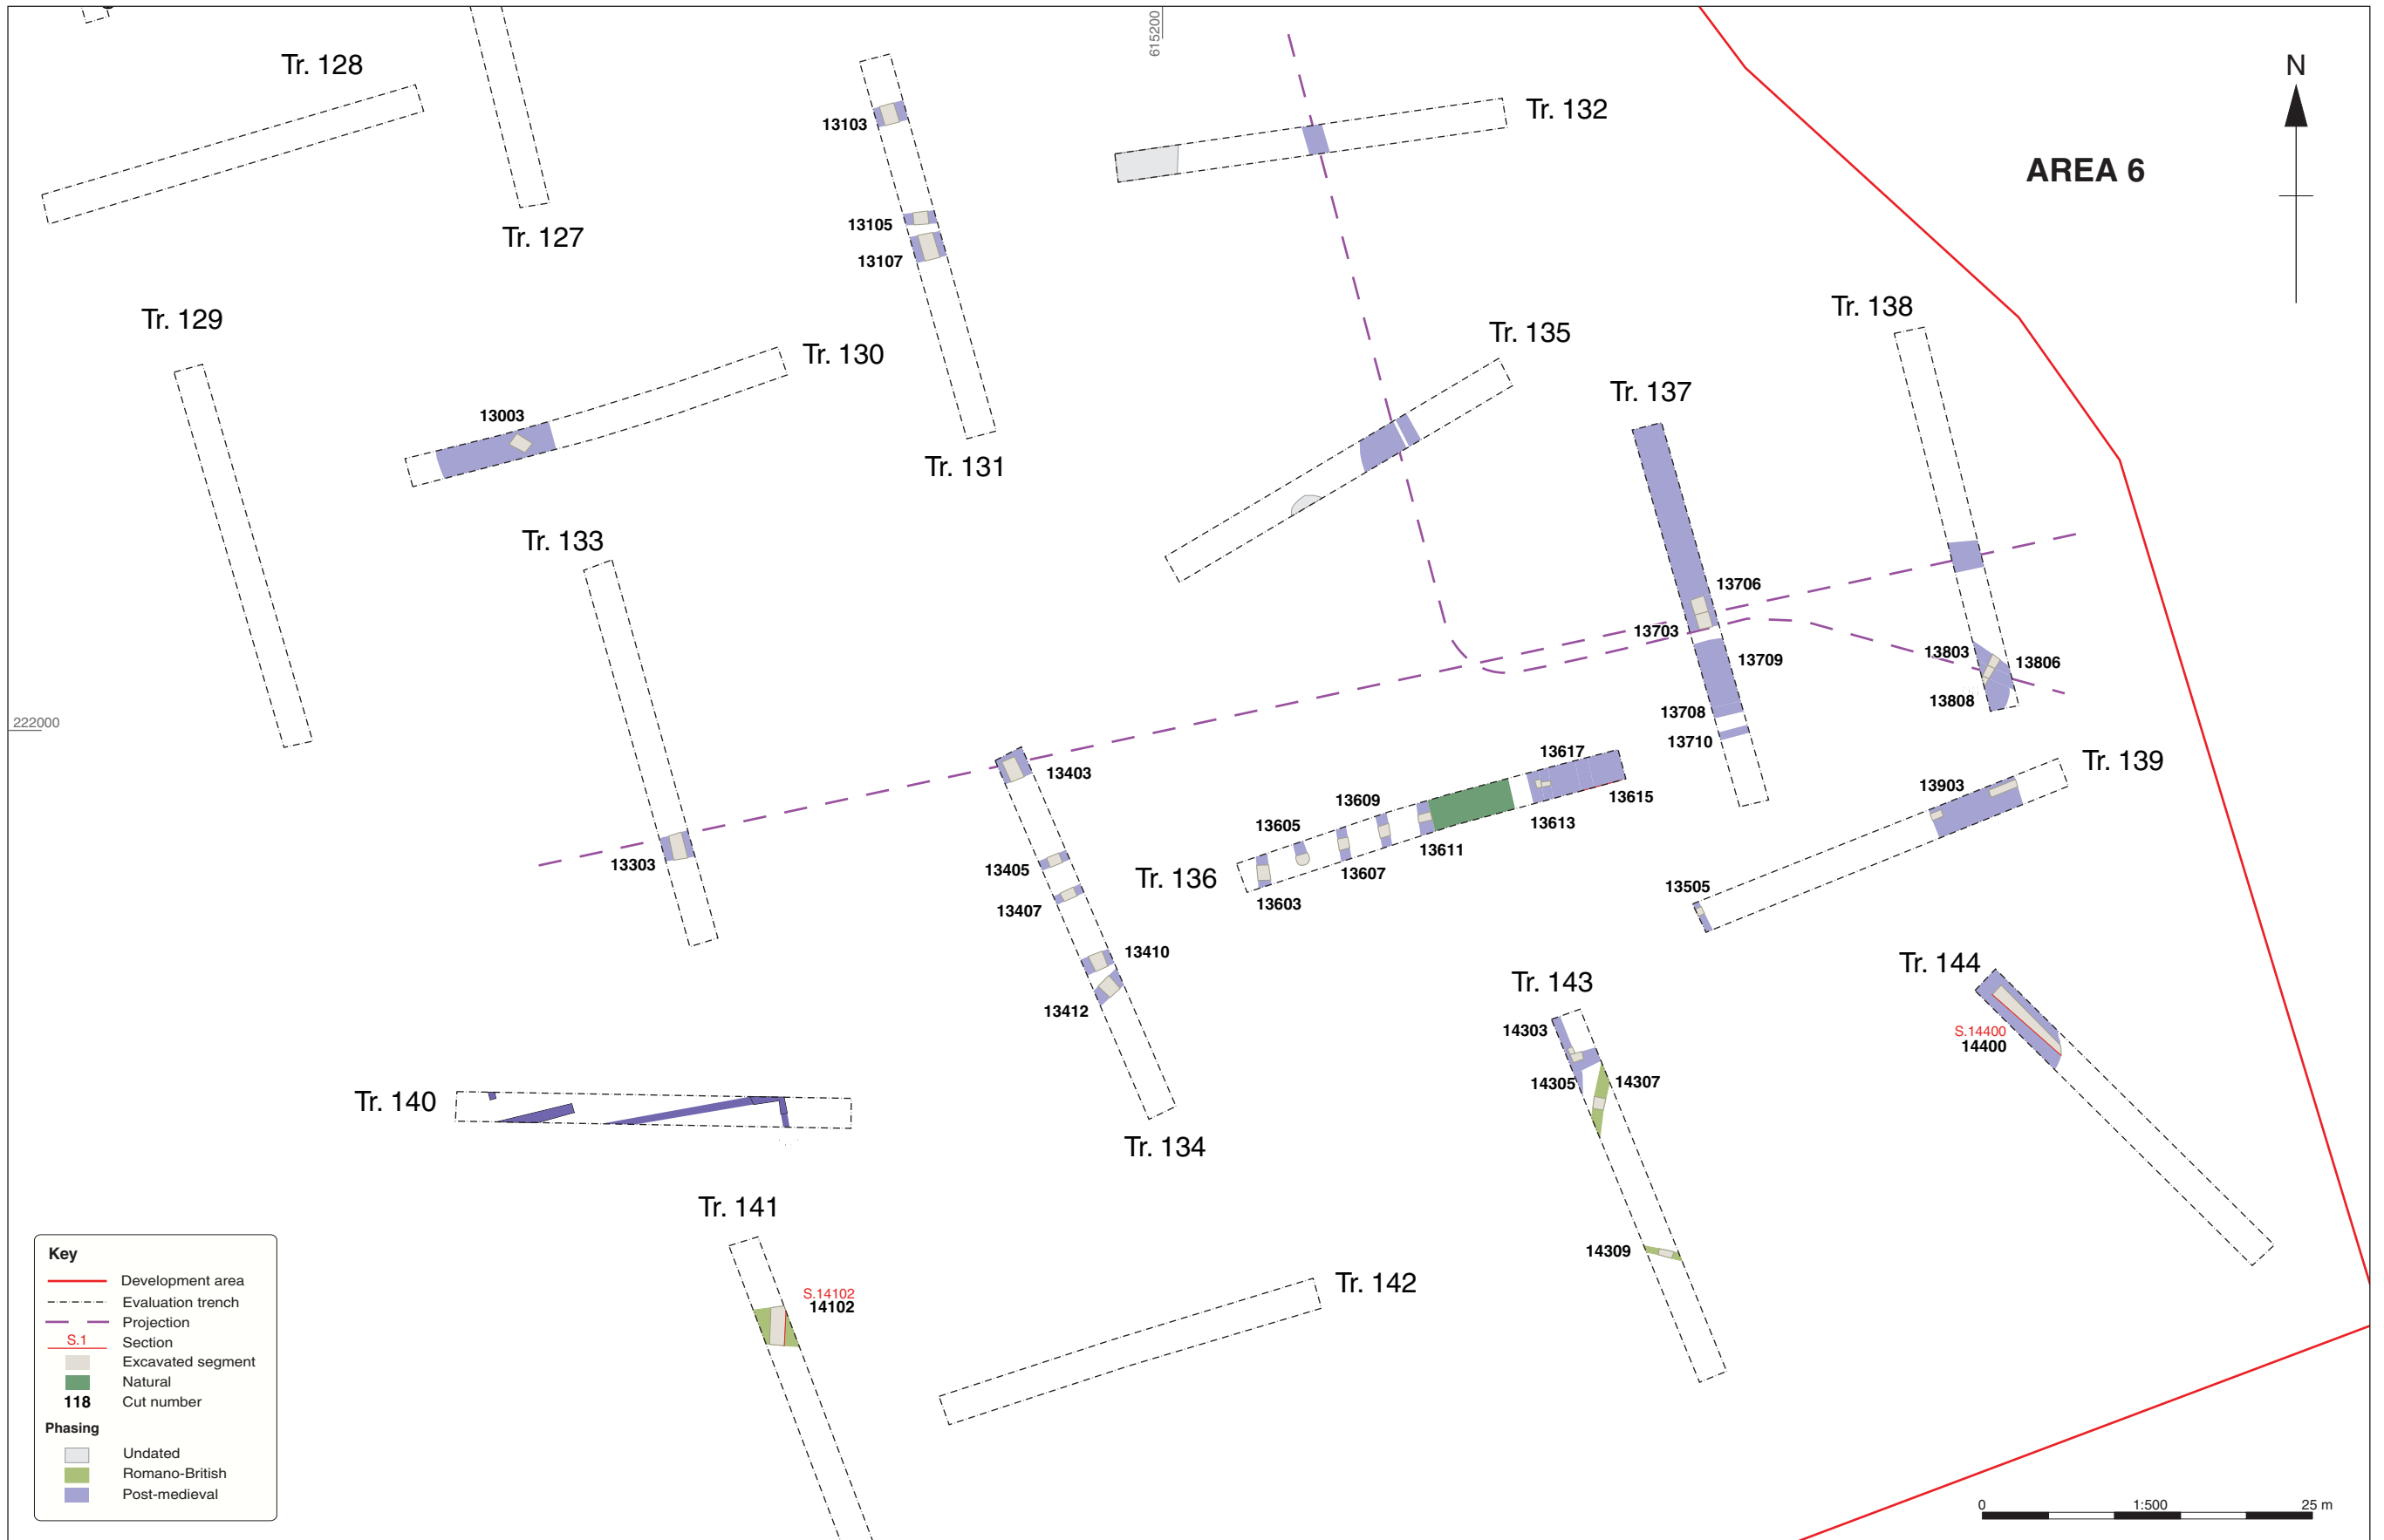 615200
Tr. 128
N
Tr. 132
13103
AREA 6
13105
Tr. 127
13107
Tr. 138
Tr. 129
Tr. 135
Tr. 130
Tr. 137
13003
Tr. 131
Tr. 133
13706
13703
13709
13803
13806
13808
13708
222000
13710
13617
Tr. 139
13403
13903
13615
13609
13613
13605
13611
13303
13405
Tr. 136
13607
13505
13603
13407
13410
Tr. 144
Tr. 143
13412
14303
S.14400
14400
14305
14307
Tr. 140
Tr. 134
Tr. 141
14309
Tr. 142
S.14102
14102
Key
Development area
Evaluation trench
Projection
S.1 Section
Excavated segment
Natural
118 Cut number
Phasing
Undated
Romano-British
Post-medieval
0 1:500 25 m